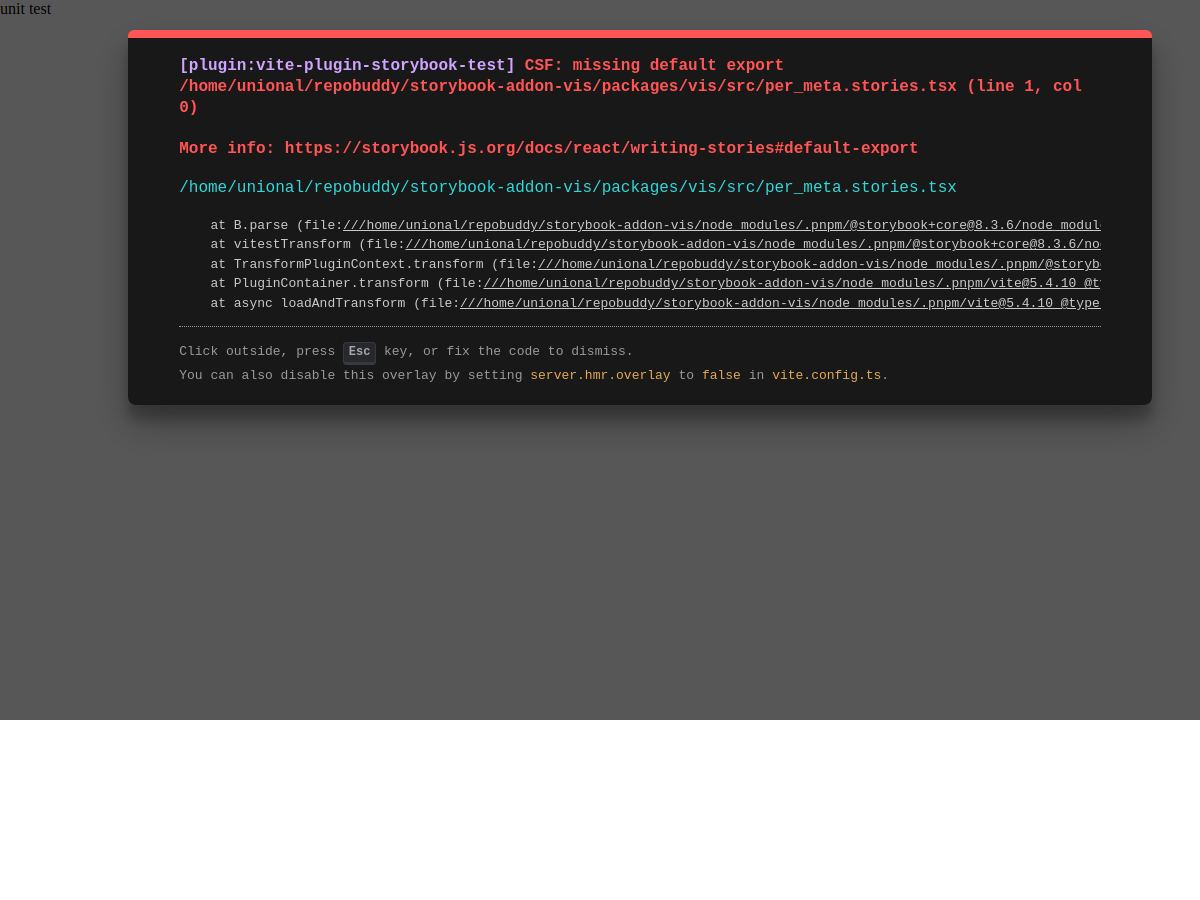 unit test
[plugin:vite-plugin-storybook-test] CSF: missing default export
/home/unional/repobuddy/storybook-addon-vis/packages/vis/src/per_meta.stories.tsx (line 1, col
0)
More info: https://storybook.js.org/docs/react/writing-stories#default-export
/home/unional/repobuddy/storybook-addon-vis/packages/vis/src/per_meta.stories.tsx
at B.parse (file:///home/unional/repobuddy/storybook-addon-vis/node_modules/.pnpm/@storybook+core@8.3.6/node_modul
at vitestTransform (file:///home/unional/repobuddy/storybook-addon-vis/node_modules/.pnpm/@storybook+core@8.3.6/no
at TransformPluginContext.transform (file:///home/unional/repobuddy/storybook-addon-vis/node_modules/.pnpm/@storyb
at PluginContainer.transform (file:///home/unional/repobuddy/storybook-addon-vis/node_modules/.pnpm/vite@5.4.10_@t
at async loadAndTransform (file:///home/unional/repobuddy/storybook-addon-vis/node_modules/.pnpm/vite@5.4.10_@type
Click outside, press Esc key, or fix the code to dismiss.
You can also disable this overlay by setting server.hmr.overlay to false in vite.config.ts.